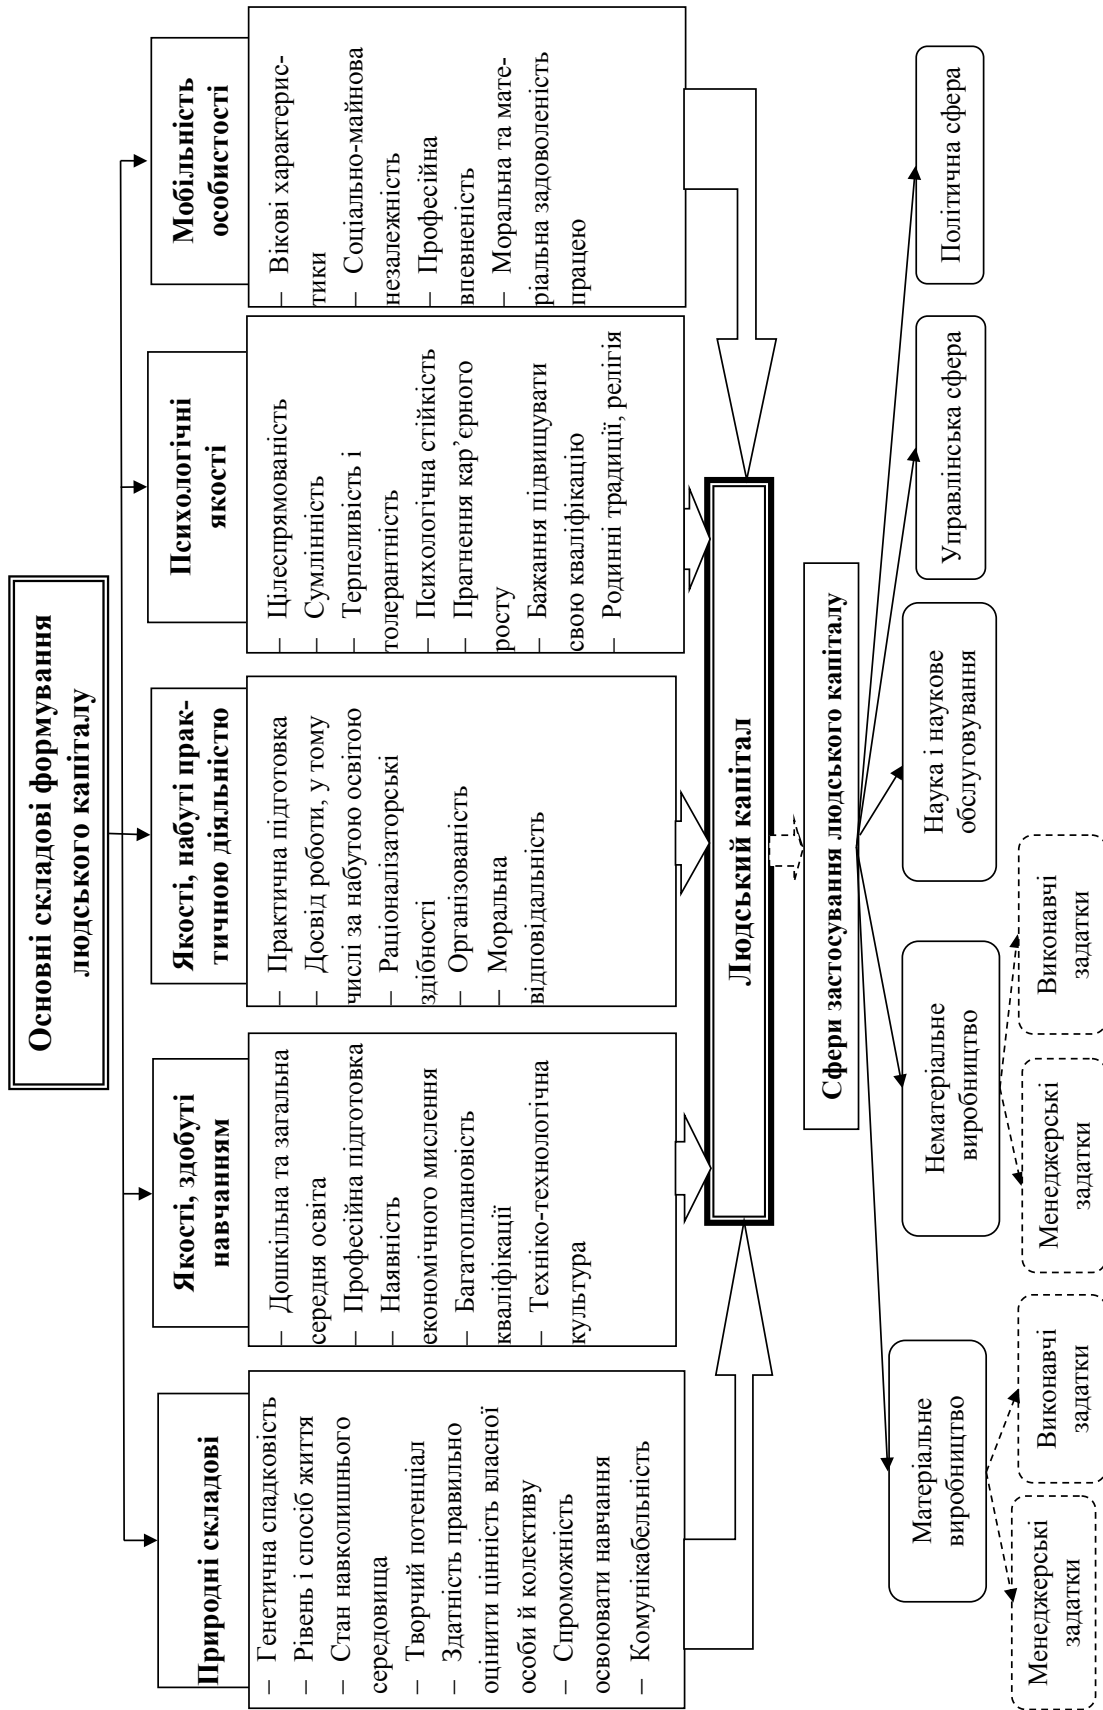 Основні складові формування
людського капіталу
Природні складові
– Генетична спадковість
– Рівень і спосіб життя
– Стан навколишнього
середовища
– Творчий потенціал
– Здатність правильно
оцінити цінність власної
особи й колективу
– Спроможність
освоювати навчання
– Комунікабельність
Якості, здобуті
навчанням
– Дошкільна та загальна
середня освіта
– Професійна підготовка
– Наявність
економічного мислення
– Багатоплановість
кваліфікації
– Техніко-технологічна
культура
Якості, набуті прак-
тичною діяльністю
– Практична підготовка
– Досвід роботи, у тому
числі за набутою освітою
– Раціоналізаторські
здібності
– Організованість
– Моральна
відповідальність
Психологічні
якості
– Цілеспрямованість
– Сумлінність
– Терпеливість і
толерантність
– Психологічна стійкість
– Прагнення кар’єрного
росту
– Бажання підвищувати
свою кваліфікацію
– Родинні традиції, релігія
Мобільність
особистості
– Вікові характерис-
тики
– Соціально-майнова
незалежність
– Професійна
впевненість
– Моральна та мате-
ріальна задоволеність
працею
Людський капітал
Сфери застосування людського капіталу
Матеріальне
виробництво
Нематеріальне
виробництво
Наука і наукове
обслуговування
Управлінська сфера
Політична сфера
Менеджерські
задатки
Виконавчі
задатки
Менеджерські
задатки
Виконавчі
задатки